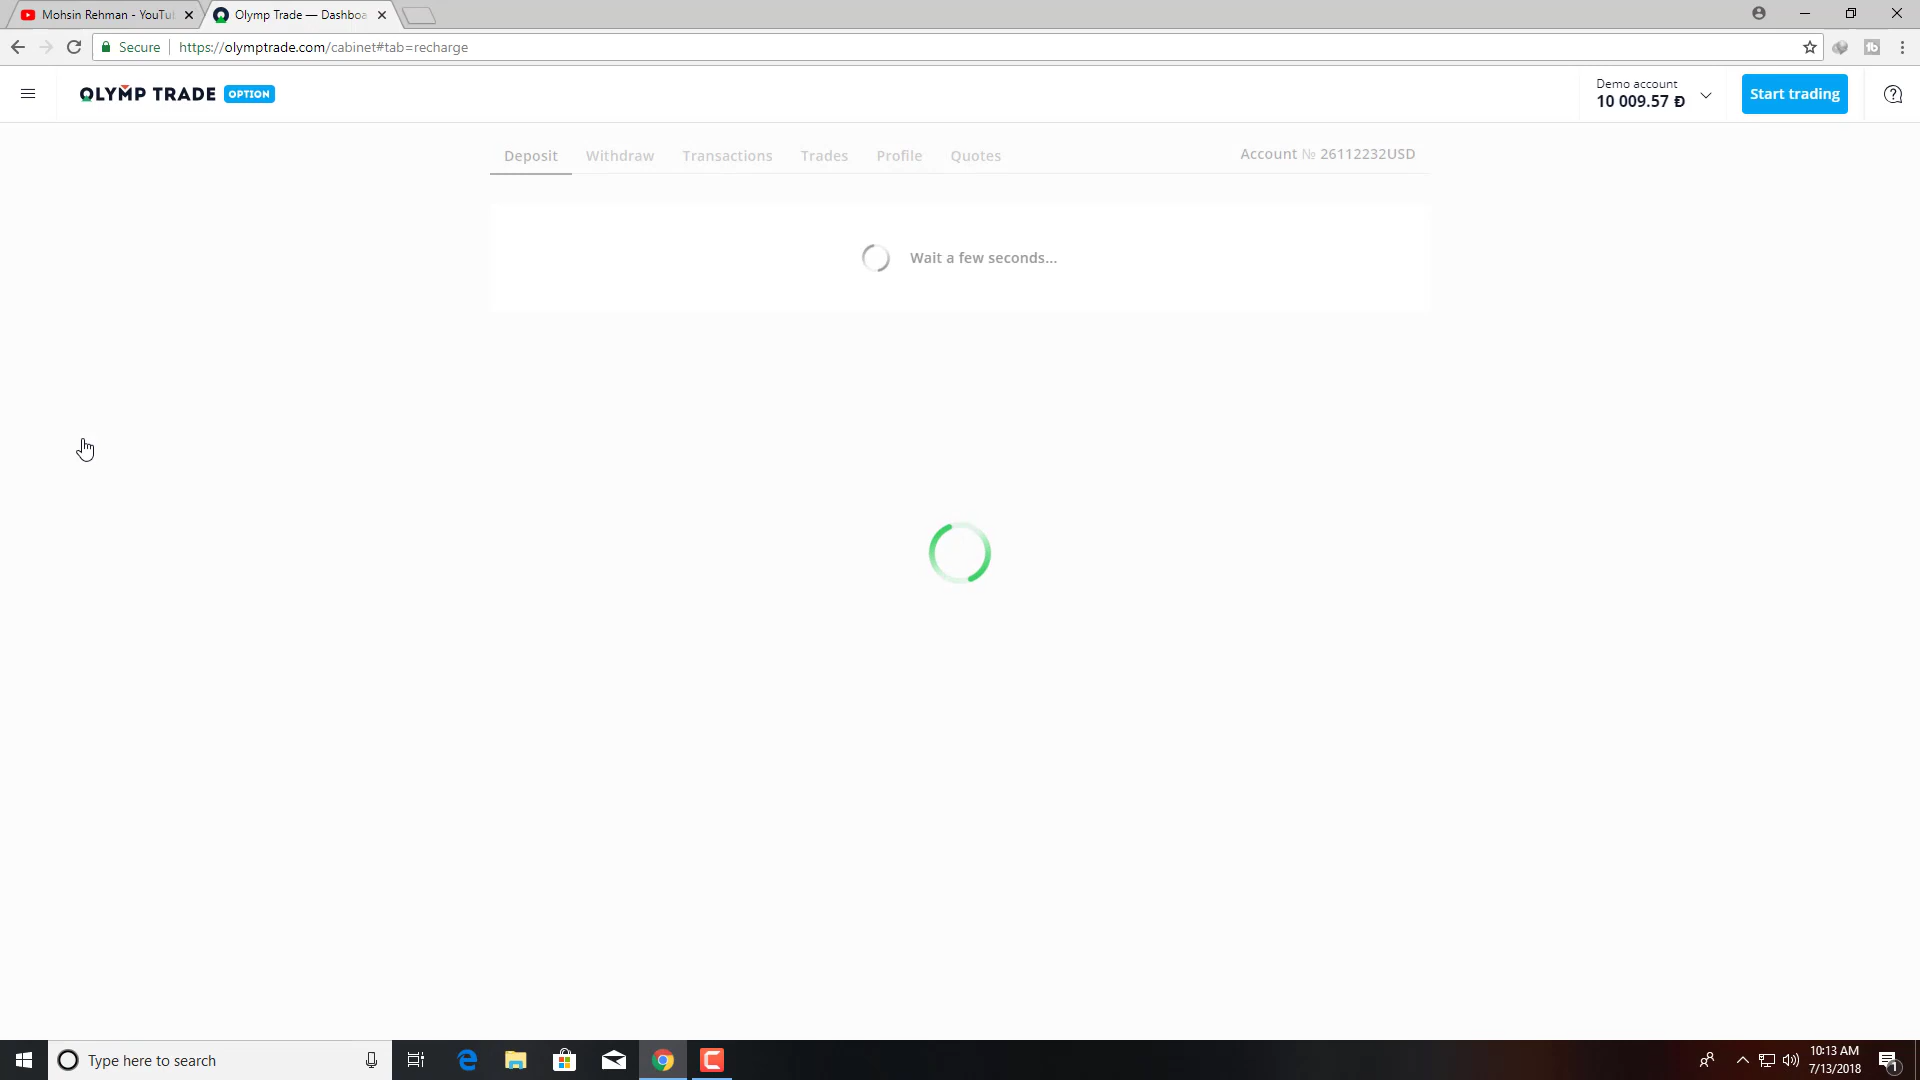 Mohsin Rehman - YouTu
Olymp Trade — Dashboa
Secure
https://olymptrade.com/cabinet#tab=recharge
OLYMP TRADE OPTION
Demo account
10 009.57 Đ
Start trading
Deposit Withdraw Transactions Trades Profile Quotes
Account № 26112232USD
Wait a few seconds...
Type here to search
10:13 AM
7/13/2018
1